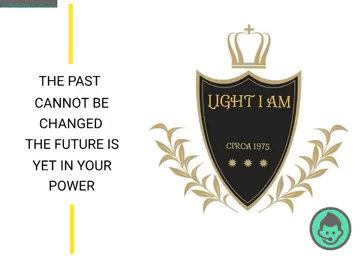 THE PAST
CANNOT BE
CHANGED
THE FUTURE IS
YET IN YOUR
POWER
LIGHT I AM
CIRCA 1975